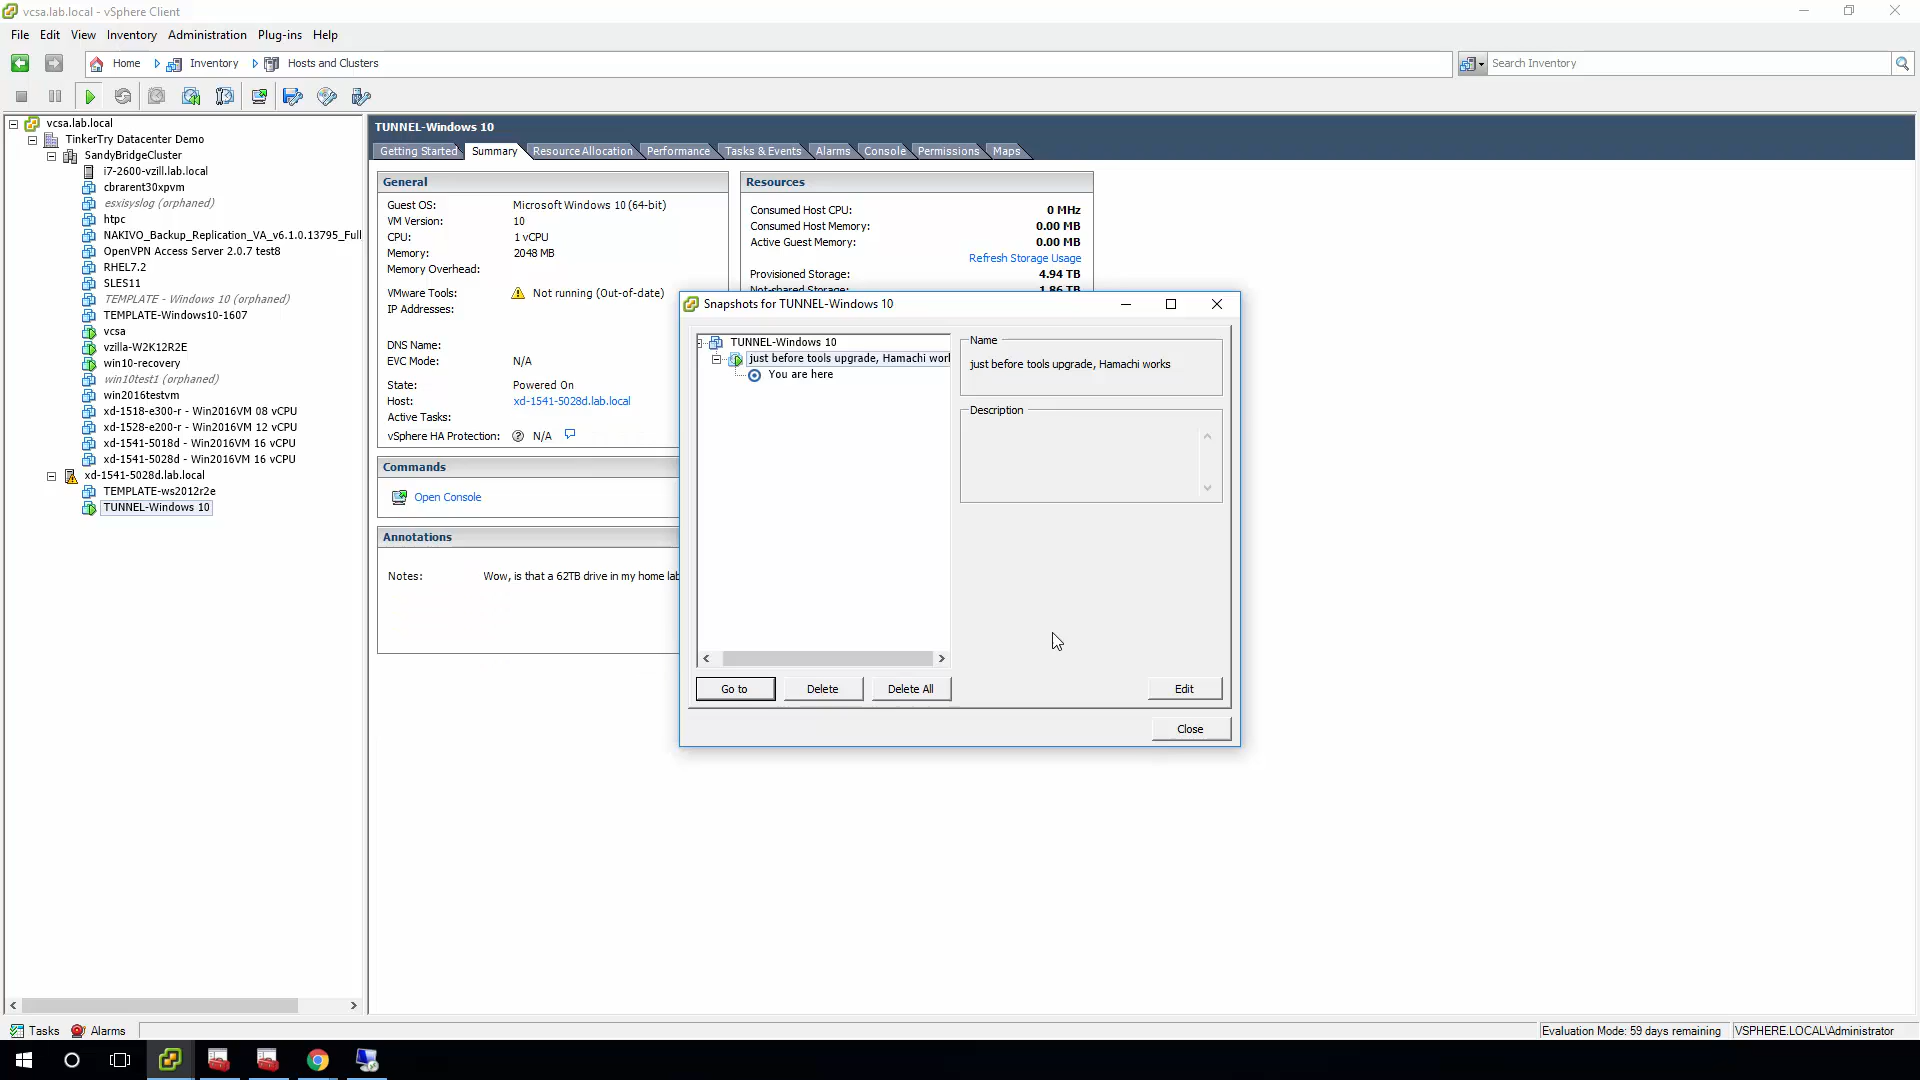 vcsa.lab.local - vSphere Client
File Edit View Inventory Administration Plug-ins Help
Home Inventory Hosts and Clusters
Search Inventory
vcsa.lab.local
TinkerTry Datacenter Demo
SandyBridgeCluster
i7-2600-vzill.lab.local
cbrarent30xpvm
esxisyslog (orphaned)
htpc
NAKIVO_Backup_Replication_VA_v6.1.0.13795_Full
OpenVPN Access Server 2.0.7 test8
RHEL7.2
SLES11
TEMPLATE - Windows 10 (orphaned)
TEMPLATE-Windows10-1607
vcsa
vzilla-W2K12R2E
win10-recovery
win10test1 (orphaned)
win2016testvm
xd-1518-e300-r - Win2016VM 08 vCPU
xd-1528-e200-r - Win2016VM 12 vCPU
xd-1541-5018d - Win2016VM 16 vCPU
xd-1541-5028d - Win2016VM 16 vCPU
xd-1541-5028d.lab.local
TEMPLATE-ws2012r2e
TUNNEL-Windows 10
TUNNEL-Windows 10
Getting Started Summary Resource Allocation Performance Tasks & Events Alarms Console Permissions Maps
General
Guest OS: Microsoft Windows 10 (64-bit)
VM Version: 10
CPU: 1 vCPU
Memory: 2048 MB
Memory Overhead:
VMware Tools: Not running (Out-of-date)
IP Addresses:
DNS Name:
EVC Mode: N/A
State: Powered On
Host: xd-1541-5028d.lab.local
Active Tasks:
vSphere HA Protection: N/A
Commands
Open Console
Annotations
Notes: Wow, is that a 62TB drive in my home lab
Resources
Consumed Host CPU: 0 MHz
Consumed Host Memory: 0.00 MB
Active Guest Memory: 0.00 MB
Refresh Storage Usage
Provisioned Storage: 4.94 TB
Not-shared Storage: 1.86 TB
Snapshots for TUNNEL-Windows 10
TUNNEL-Windows 10
just before tools upgrade, Hamachi worl
You are here
Name
just before tools upgrade, Hamachi works
Description
Go to Delete Delete All Edit
Close
Tasks Alarms
Evaluation Mode: 59 days remaining VSPHERE.LOCAL\Administrator